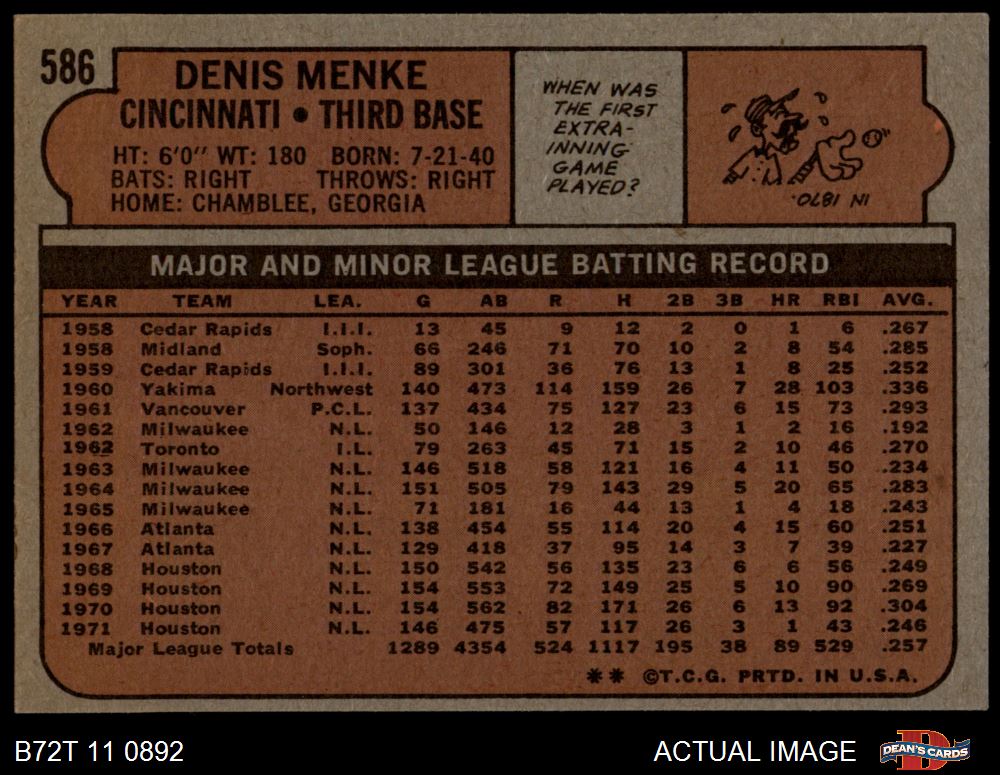 586
DENIS MENKE
CINCINNATI • THIRD BASE
HT: 6'0" WT: 180 BORN: 7-21-40
BATS: RIGHT THROWS: RIGHT
HOME: CHAMBLEE, GEORGIA
WHEN WAS
THE FIRST
EXTRA-
INNING
GAME
PLAYED?
IN 1870.
MAJOR AND MINOR LEAGUE BATTING RECORD
YEAR TEAM LEA. G AB R H 2B 3B HR RBI AVG.
1958 Cedar Rapids I.I.I. 13 45 9 12 2 0 1 6 .267
1958 Midland Soph. 66 246 71 70 10 2 8 54 .285
1959 Cedar Rapids I.I.I. 89 301 36 76 13 1 8 25 .252
1960 Yakima Northwest 140 473 114 159 26 7 28 103 .336
1961 Vancouver P.C.L. 137 434 75 127 23 6 15 73 .293
1962 Milwaukee N.L. 50 146 12 28 3 1 2 16 .192
1962 Toronto I.L. 79 263 45 71 15 2 10 46 .270
1963 Milwaukee N.L. 146 518 58 121 16 4 11 50 .234
1964 Milwaukee N.L. 151 505 79 143 29 5 20 65 .283
1965 Milwaukee N.L. 71 181 16 44 13 1 4 18 .243
1966 Atlanta N.L. 138 454 55 114 20 4 15 60 .251
1967 Atlanta N.L. 129 418 37 95 14 3 7 39 .227
1968 Houston N.L. 150 542 56 135 23 6 6 56 .249
1969 Houston N.L. 154 553 72 149 25 5 10 90 .269
1970 Houston N.L. 154 562 82 171 26 6 13 92 .304
1971 Houston N.L. 146 475 57 117 26 3 1 43 .246
Major League Totals 1289 4354 524 1117 195 38 89 529 .257
** ©T.C.G. PRTD. IN U.S.A.
B72T 11 0892
ACTUAL IMAGE
D
DEAN'S CARDS